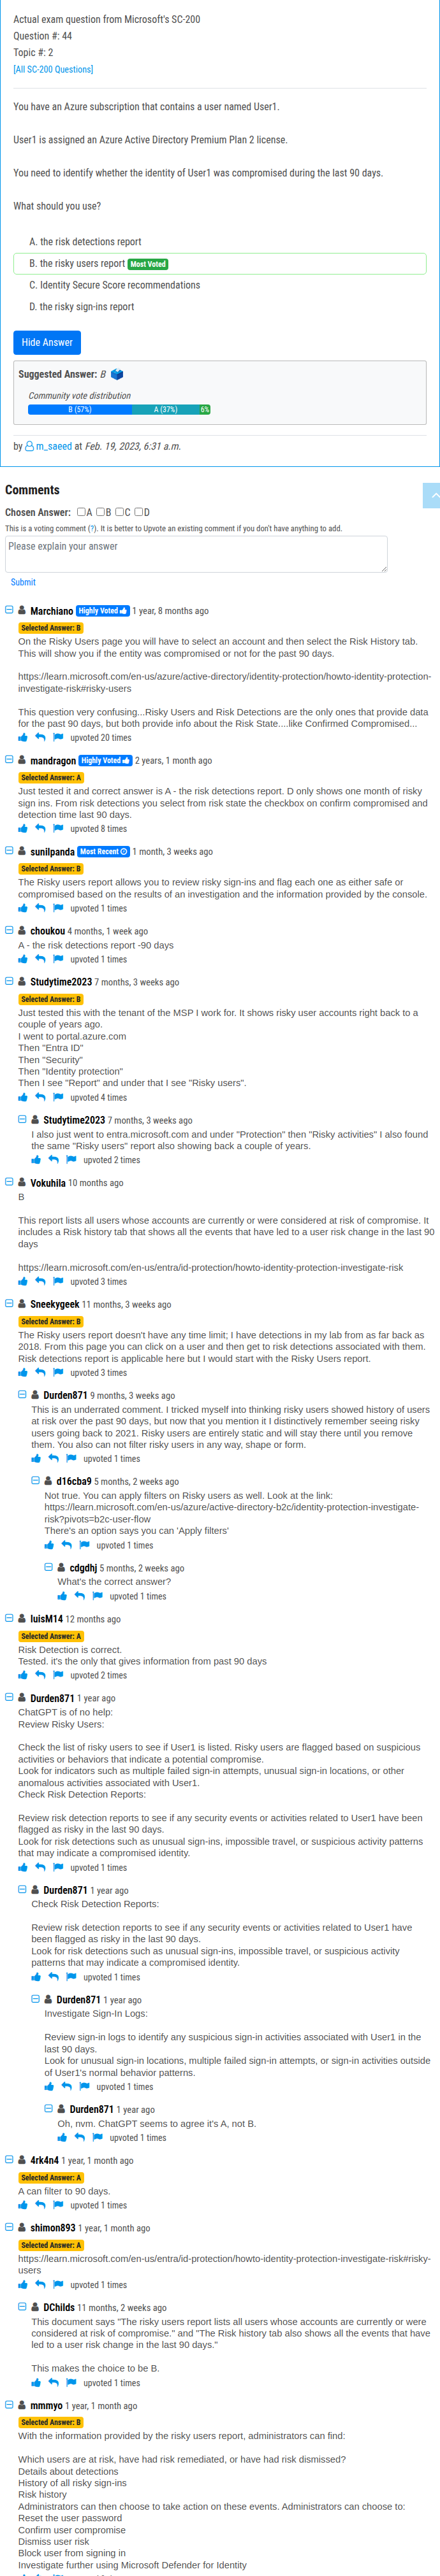 Actual exam question from Microsoft's SC-200
Question #: 44
Topic #: 2
[All SC-200 Questions]
You have an Azure subscription that contains a user named User1.
User1 is assigned an Azure Active Directory Premium Plan 2 license.
You need to identify whether the identity of User1 was compromised during the last 90 days.
What should you use?
A. the risk detections report
B. the risky users report Most Voted
C. Identity Secure Score recommendations
D. the risky sign-ins report
Hide Answer
Suggested Answer: B
Community vote distribution
B (57%) A (37%) 6%
by m_saeed at Feb. 19, 2023, 6:31 a.m.
Comments
Chosen Answer: A B C D
This is a voting comment (?). It is better to Upvote an existing comment if you don't have anything to add.
Please explain your answer
Submit
Marchiano Highly Voted 1 year, 8 months ago
Selected Answer: B
On the Risky Users page you will have to select an account and then select the Risk History tab.
This will show you if the entity was compromised or not for the past 90 days.
https://learn.microsoft.com/en-us/azure/active-directory/identity-protection/howto-identity-protection-
investigate-risk#risky-users
This question very confusing...Risky Users and Risk Detections are the only ones that provide data
for the past 90 days, but both provide info about the Risk State....like Confirmed Compromised...
upvoted 20 times
mandragon Highly Voted 2 years, 1 month ago
Selected Answer: A
Just tested it and correct answer is A - the risk detections report. D only shows one month of risky
sign ins. From risk detections you select from risk state the checkbox on confirm compromised and
detection time last 90 days.
upvoted 8 times
sunilpanda Most Recent 1 month, 3 weeks ago
Selected Answer: B
The Risky users report allows you to review risky sign-ins and flag each one as either safe or
compromised based on the results of an investigation and the information provided by the console.
upvoted 1 times
choukou 4 months, 1 week ago
A - the risk detections report -90 days
upvoted 1 times
Studytime2023 7 months, 3 weeks ago
Selected Answer: B
Just tested this with the tenant of the MSP I work for. It shows risky user accounts right back to a
couple of years ago.
I went to portal.azure.com
Then "Entra ID"
Then "Security"
Then "Identity protection"
Then I see "Report" and under that I see "Risky users".
upvoted 4 times
Studytime2023 7 months, 3 weeks ago
I also just went to entra.microsoft.com and under "Protection" then "Risky activities" I also found
the same "Risky users" report also showing back a couple of years.
upvoted 2 times
Vokuhila 10 months ago
B
This report lists all users whose accounts are currently or were considered at risk of compromise. It
includes a Risk history tab that shows all the events that have led to a user risk change in the last 90
days
https://learn.microsoft.com/en-us/entra/id-protection/howto-identity-protection-investigate-risk
upvoted 3 times
Sneekygeek 11 months, 3 weeks ago
Selected Answer: B
The Risky users report doesn't have any time limit; I have detections in my lab from as far back as
2018. From this page you can click on a user and then get to risk detections associated with them.
Risk detections report is applicable here but I would start with the Risky Users report.
upvoted 3 times
Durden871 9 months, 3 weeks ago
This is an underrated comment. I tricked myself into thinking risky users showed history of users
at risk over the past 90 days, but now that you mention it I distinctively remember seeing risky
users going back to 2021. Risky users are entirely static and will stay there until you remove
them. You also can not filter risky users in any way, shape or form.
upvoted 1 times
d16cba9 5 months, 2 weeks ago
Not true. You can apply filters on Risky users as well. Look at the link:
https://learn.microsoft.com/en-us/azure/active-directory-b2c/identity-protection-investigate-
risk?pivots=b2c-user-flow
There's an option says you can 'Apply filters'
upvoted 1 times
cdgdhj 5 months, 2 weeks ago
What's the correct answer?
upvoted 1 times
luisM14 12 months ago
Selected Answer: A
Risk Detection is correct.
Tested. it's the only that gives information from past 90 days
upvoted 2 times
Durden871 1 year ago
ChatGPT is of no help:
Review Risky Users:
Check the list of risky users to see if User1 is listed. Risky users are flagged based on suspicious
activities or behaviors that indicate a potential compromise.
Look for indicators such as multiple failed sign-in attempts, unusual sign-in locations, or other
anomalous activities associated with User1.
Check Risk Detection Reports:
Review risk detection reports to see if any security events or activities related to User1 have been
flagged as risky in the last 90 days.
Look for risk detections such as unusual sign-ins, impossible travel, or suspicious activity patterns
that may indicate a compromised identity.
upvoted 1 times
Durden871 1 year ago
Check Risk Detection Reports:
Review risk detection reports to see if any security events or activities related to User1 have
been flagged as risky in the last 90 days.
Look for risk detections such as unusual sign-ins, impossible travel, or suspicious activity
patterns that may indicate a compromised identity.
upvoted 1 times
Durden871 1 year ago
Investigate Sign-In Logs:
Review sign-in logs to identify any suspicious sign-in activities associated with User1 in the
last 90 days.
Look for unusual sign-in locations, multiple failed sign-in attempts, or sign-in activities outside
of User1's normal behavior patterns.
upvoted 1 times
Durden871 1 year ago
Oh, nvm. ChatGPT seems to agree it's A, not B.
upvoted 1 times
4rk4n4 1 year, 1 month ago
Selected Answer: A
A can filter to 90 days.
upvoted 1 times
shimon893 1 year, 1 month ago
Selected Answer: A
https://learn.microsoft.com/en-us/entra/id-protection/howto-identity-protection-investigate-risk#risky-
users
upvoted 1 times
DChilds 11 months, 2 weeks ago
This document says "The risky users report lists all users whose accounts are currently or were
considered at risk of compromise." and "The Risk history tab also shows all the events that have
led to a user risk change in the last 90 days."
This makes the choice to be B.
upvoted 1 times
mmmyo 1 year, 1 month ago
Selected Answer: B
With the information provided by the risky users report, administrators can find:
Which users are at risk, have had risk remediated, or have had risk dismissed?
Details about detections
History of all risky sign-ins
Risk history
Administrators can then choose to take action on these events. Administrators can choose to:
Reset the user password
Confirm user compromise
Dismiss user risk
Block user from signing in
Investigate further using Microsoft Defender for Identity